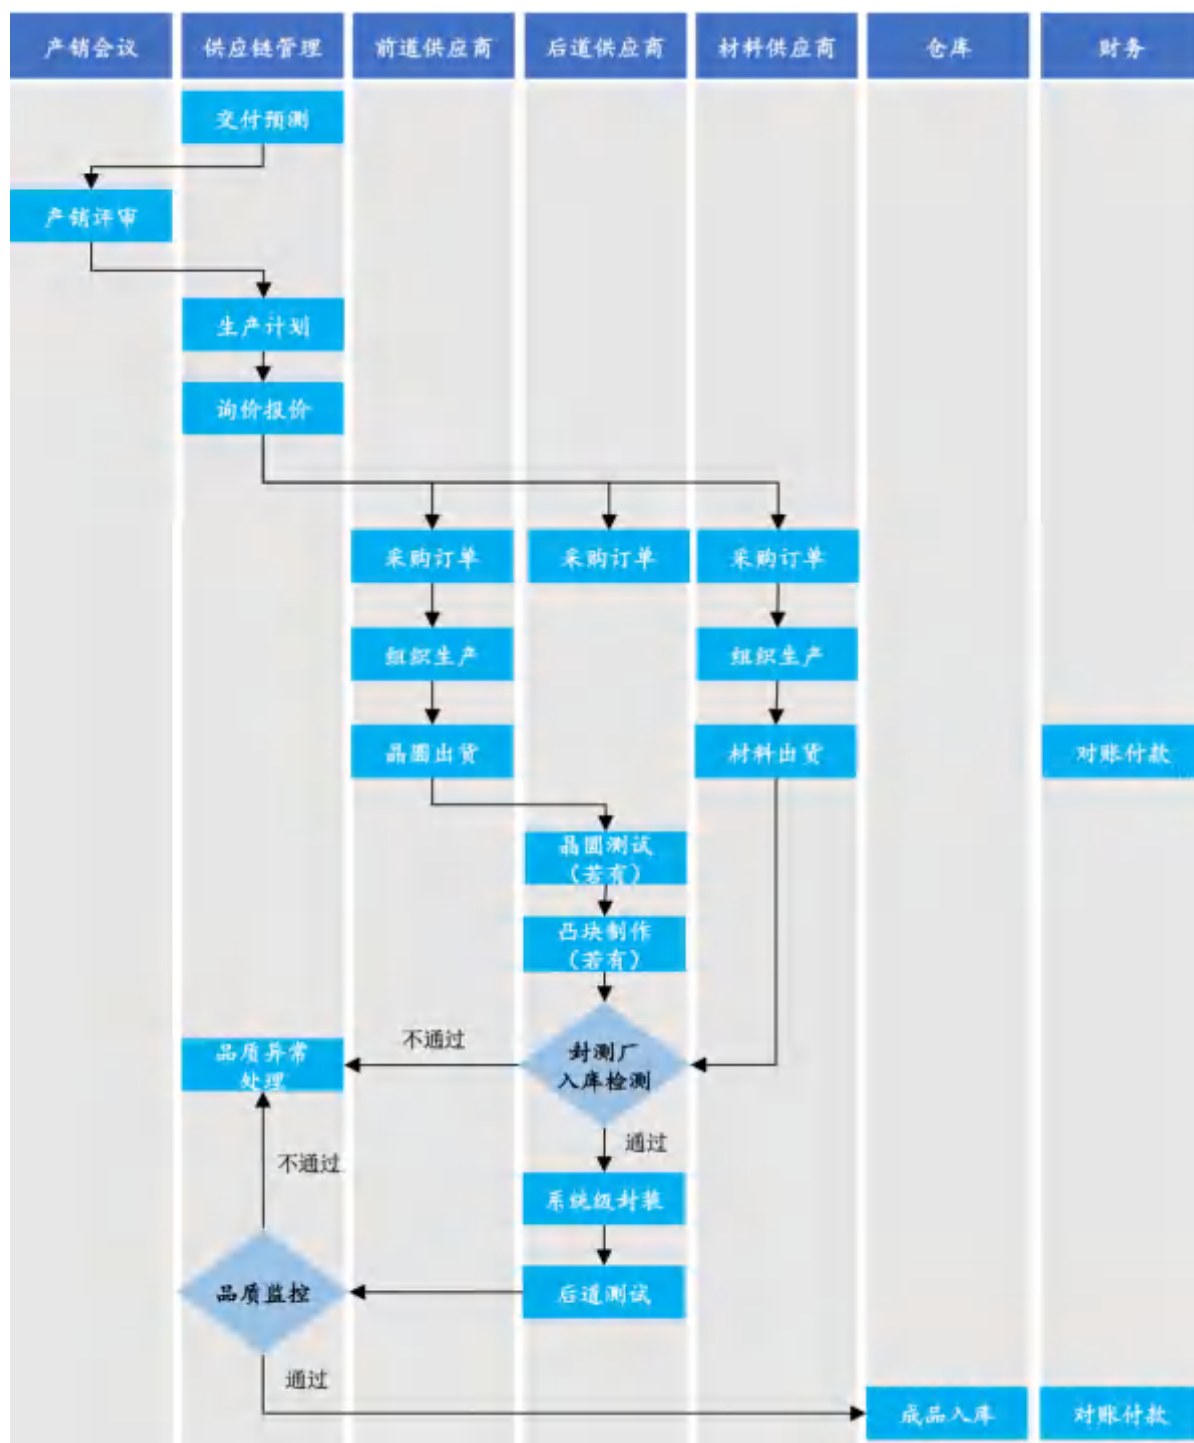 产销会议
供应链管理
前道供应商
后道供应商
材料供应商
仓库
财务
交付预测
产销评审
生产计划
询价报价
采购订单
采购订单
采购订单
组织生产
组织生产
晶圆出货
材料出货
对账付款
晶圆测试
（若有）
凸块制作
（若有）
不通过
品质异常
处理
封测厂
入库检测
通过
不通过
系统级封装
品质监控
后道测试
通过
成品入库
对账付款